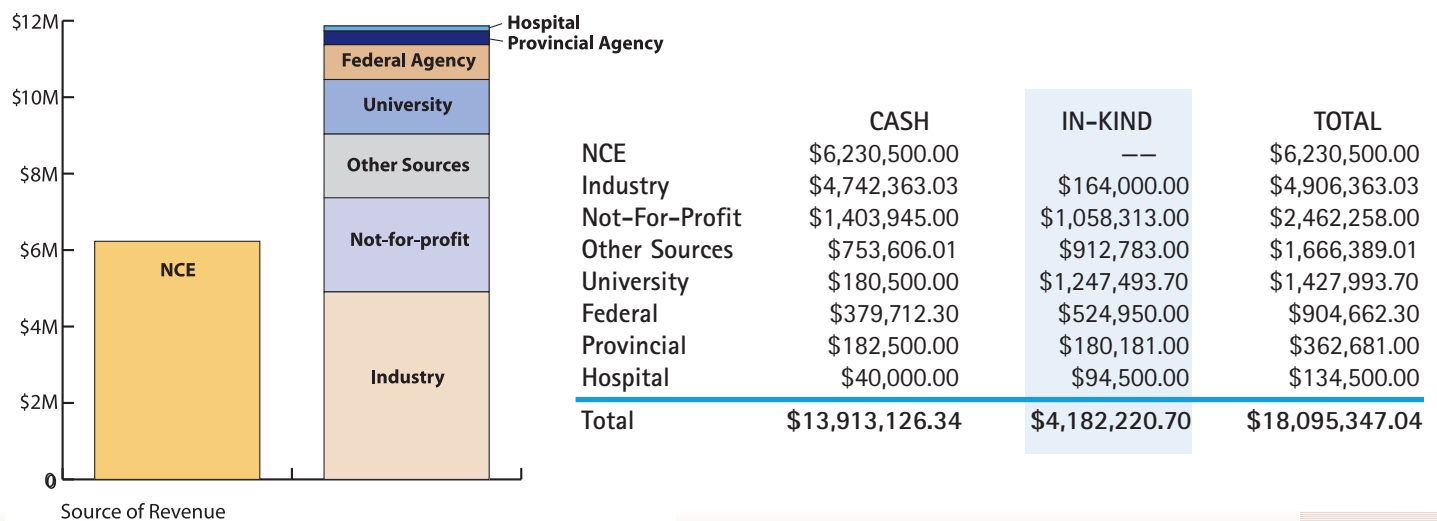 $12M
$10M
$8M
$6M
$4M
$2M
0
Hospital
Provincial Agency
Federal Agency
University
Other Sources
Not-for-profit
Industry
NCE
Source of Revenue
CASH IN-KIND TOTAL
NCE $6,230,500.00 –– $6,230,500.00
Industry $4,742,363.03 $164,000.00 $4,906,363.03
Not-For-Profit $1,403,945.00 $1,058,313.00 $2,462,258.00
Other Sources $753,606.01 $912,783.00 $1,666,389.01
University $180,500.00 $1,247,493.70 $1,427,993.70
Federal $379,712.30 $524,950.00 $904,662.30
Provincial $182,500.00 $180,181.00 $362,681.00
Hospital $40,000.00 $94,500.00 $134,500.00
Total $13,913,126.34 $4,182,220.70 $18,095,347.04